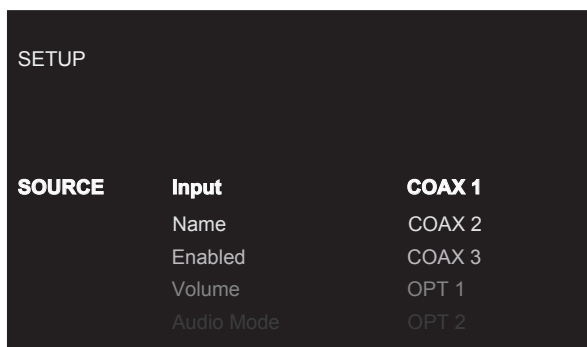 SETUP
SOURCE Input COAX 1
Name COAX 2
Enabled COAX 3
Volume OPT 1
Audio Mode OPT 2